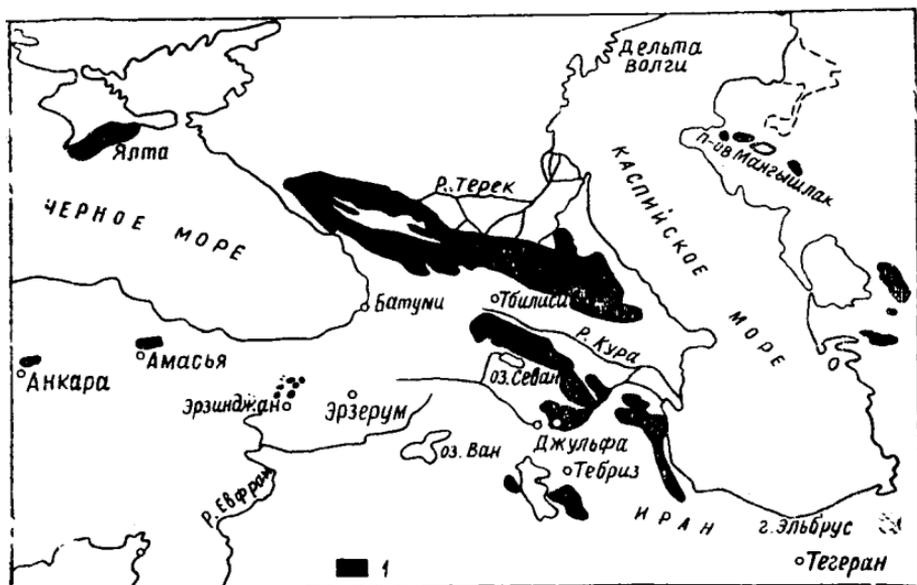 Дельта
волги
Ялта
п-ов Мангышлак
р. Терек
КАСПИЙСКОЕ МОРЕ
ЧЕРНОЕ МОРЕ
Батуми
Тбилиси
р. Кура
Амасья
Анкара
оз. Севан
Эрзинджан
Эрзерум
Джульфа
оз. Ван
Тебриз
р. Евфрат
ИРАН
г. Эльбрус
1
Тегеран